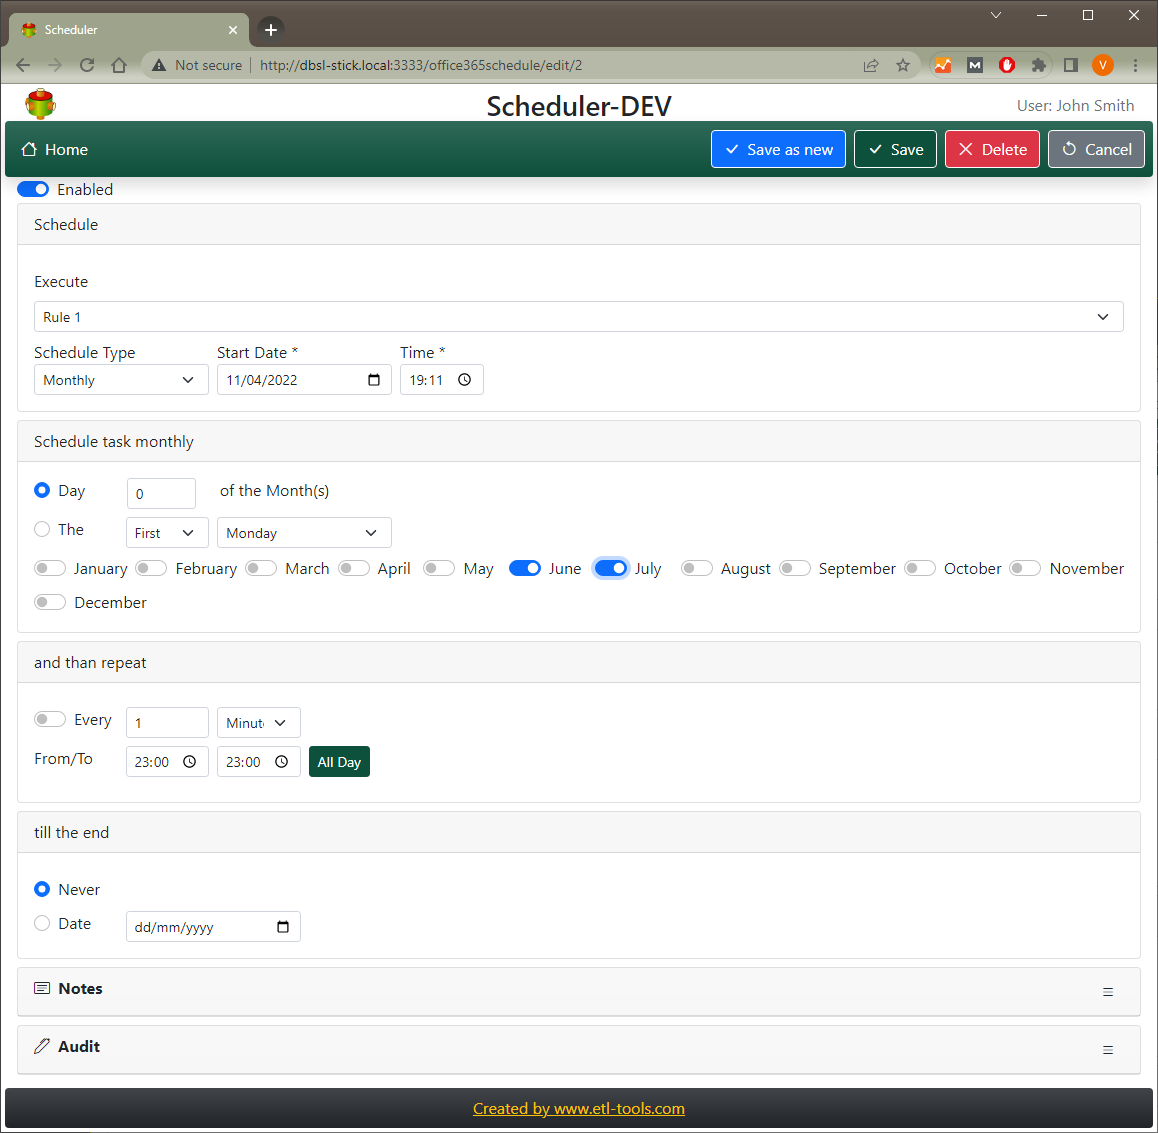 Scheduler
Not secure http://dbsl-stick.local:3333/office365schedule/edit/2
M V
Scheduler-DEV
User: John Smith
Home Save as new Save Delete Cancel
Enabled
Schedule
Execute
Rule 1
Schedule Type Start Date * Time *
Monthly 11/04/2022 19:11
Schedule task monthly
Day 0 of the Month(s)
The First Monday
January February March April May June July August September October November
December
and than repeat
Every 1 Minut
From/To 23:00 23:00 All Day
till the end
Never
Date dd/mm/yyyy
Notes
Audit
Created by www.etl-tools.com